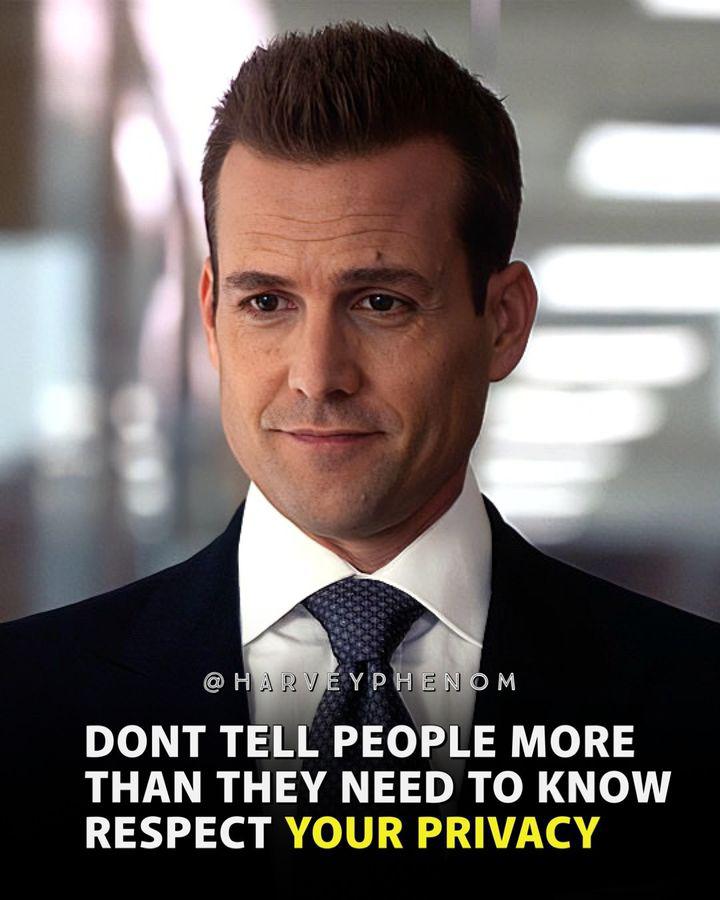 @HARVEYPHENOM
DONT TELL PEOPLE MORE
THAN THEY NEED TO KNOW
RESPECT YOUR PRIVACY